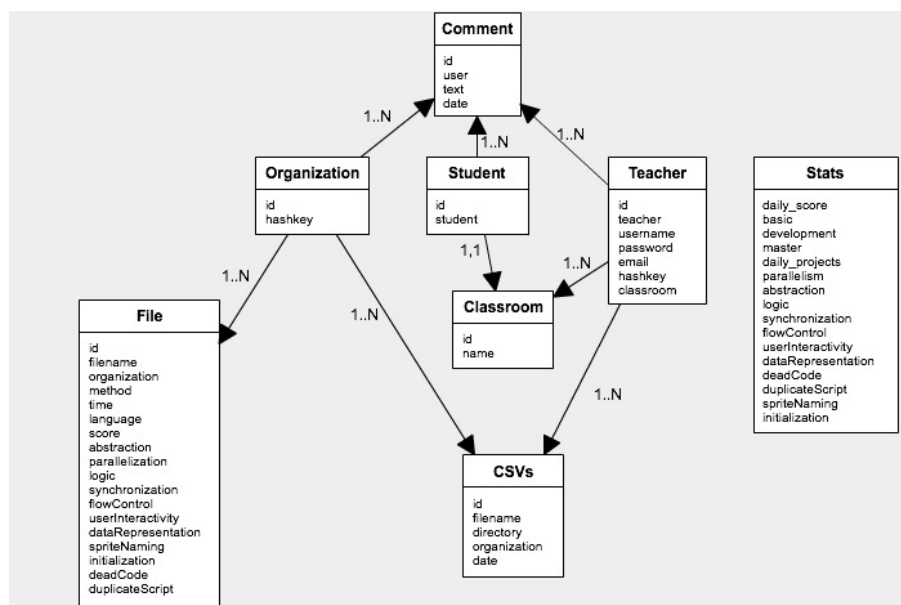 Comment
id
user
text
date
1..N
1..N
1..N
Organization
id
hashkey
Student
id
student
Teacher
id
teacher
username
password
email
hashkey
classroom
Stats
daily_score
basic
development
master
daily_projects
parallelism
abstraction
logic
synchronization
flowControl
userInteractivity
dataRepresentation
deadCode
duplicateScript
spriteNaming
initialization
1..N
1..N
1,1
1..N
1..N
Classroom
id
name
File
id
filename
organization
method
time
language
score
abstraction
parallelization
logic
synchronization
flowControl
userInteractivity
dataRepresentation
spriteNaming
initialization
deadCode
duplicateScript
CSVs
id
filename
directory
organization
date